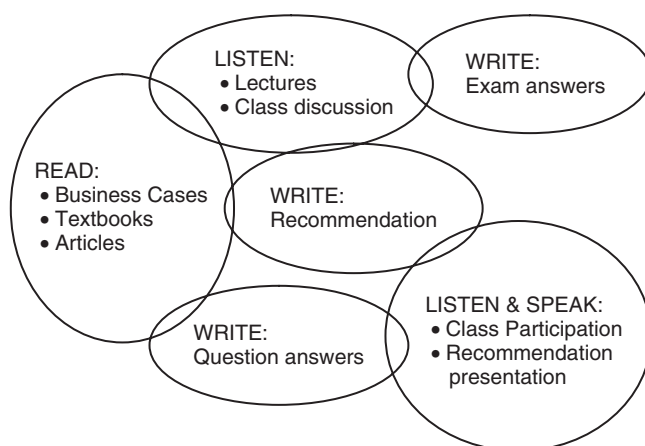 LISTEN:
• Lectures
• Class discussion
WRITE:
Exam answers
READ:
• Business Cases
• Textbooks
• Articles
WRITE:
Recommendation
LISTEN & SPEAK:
• Class Participation
• Recommendation
presentation
WRITE:
Question answers